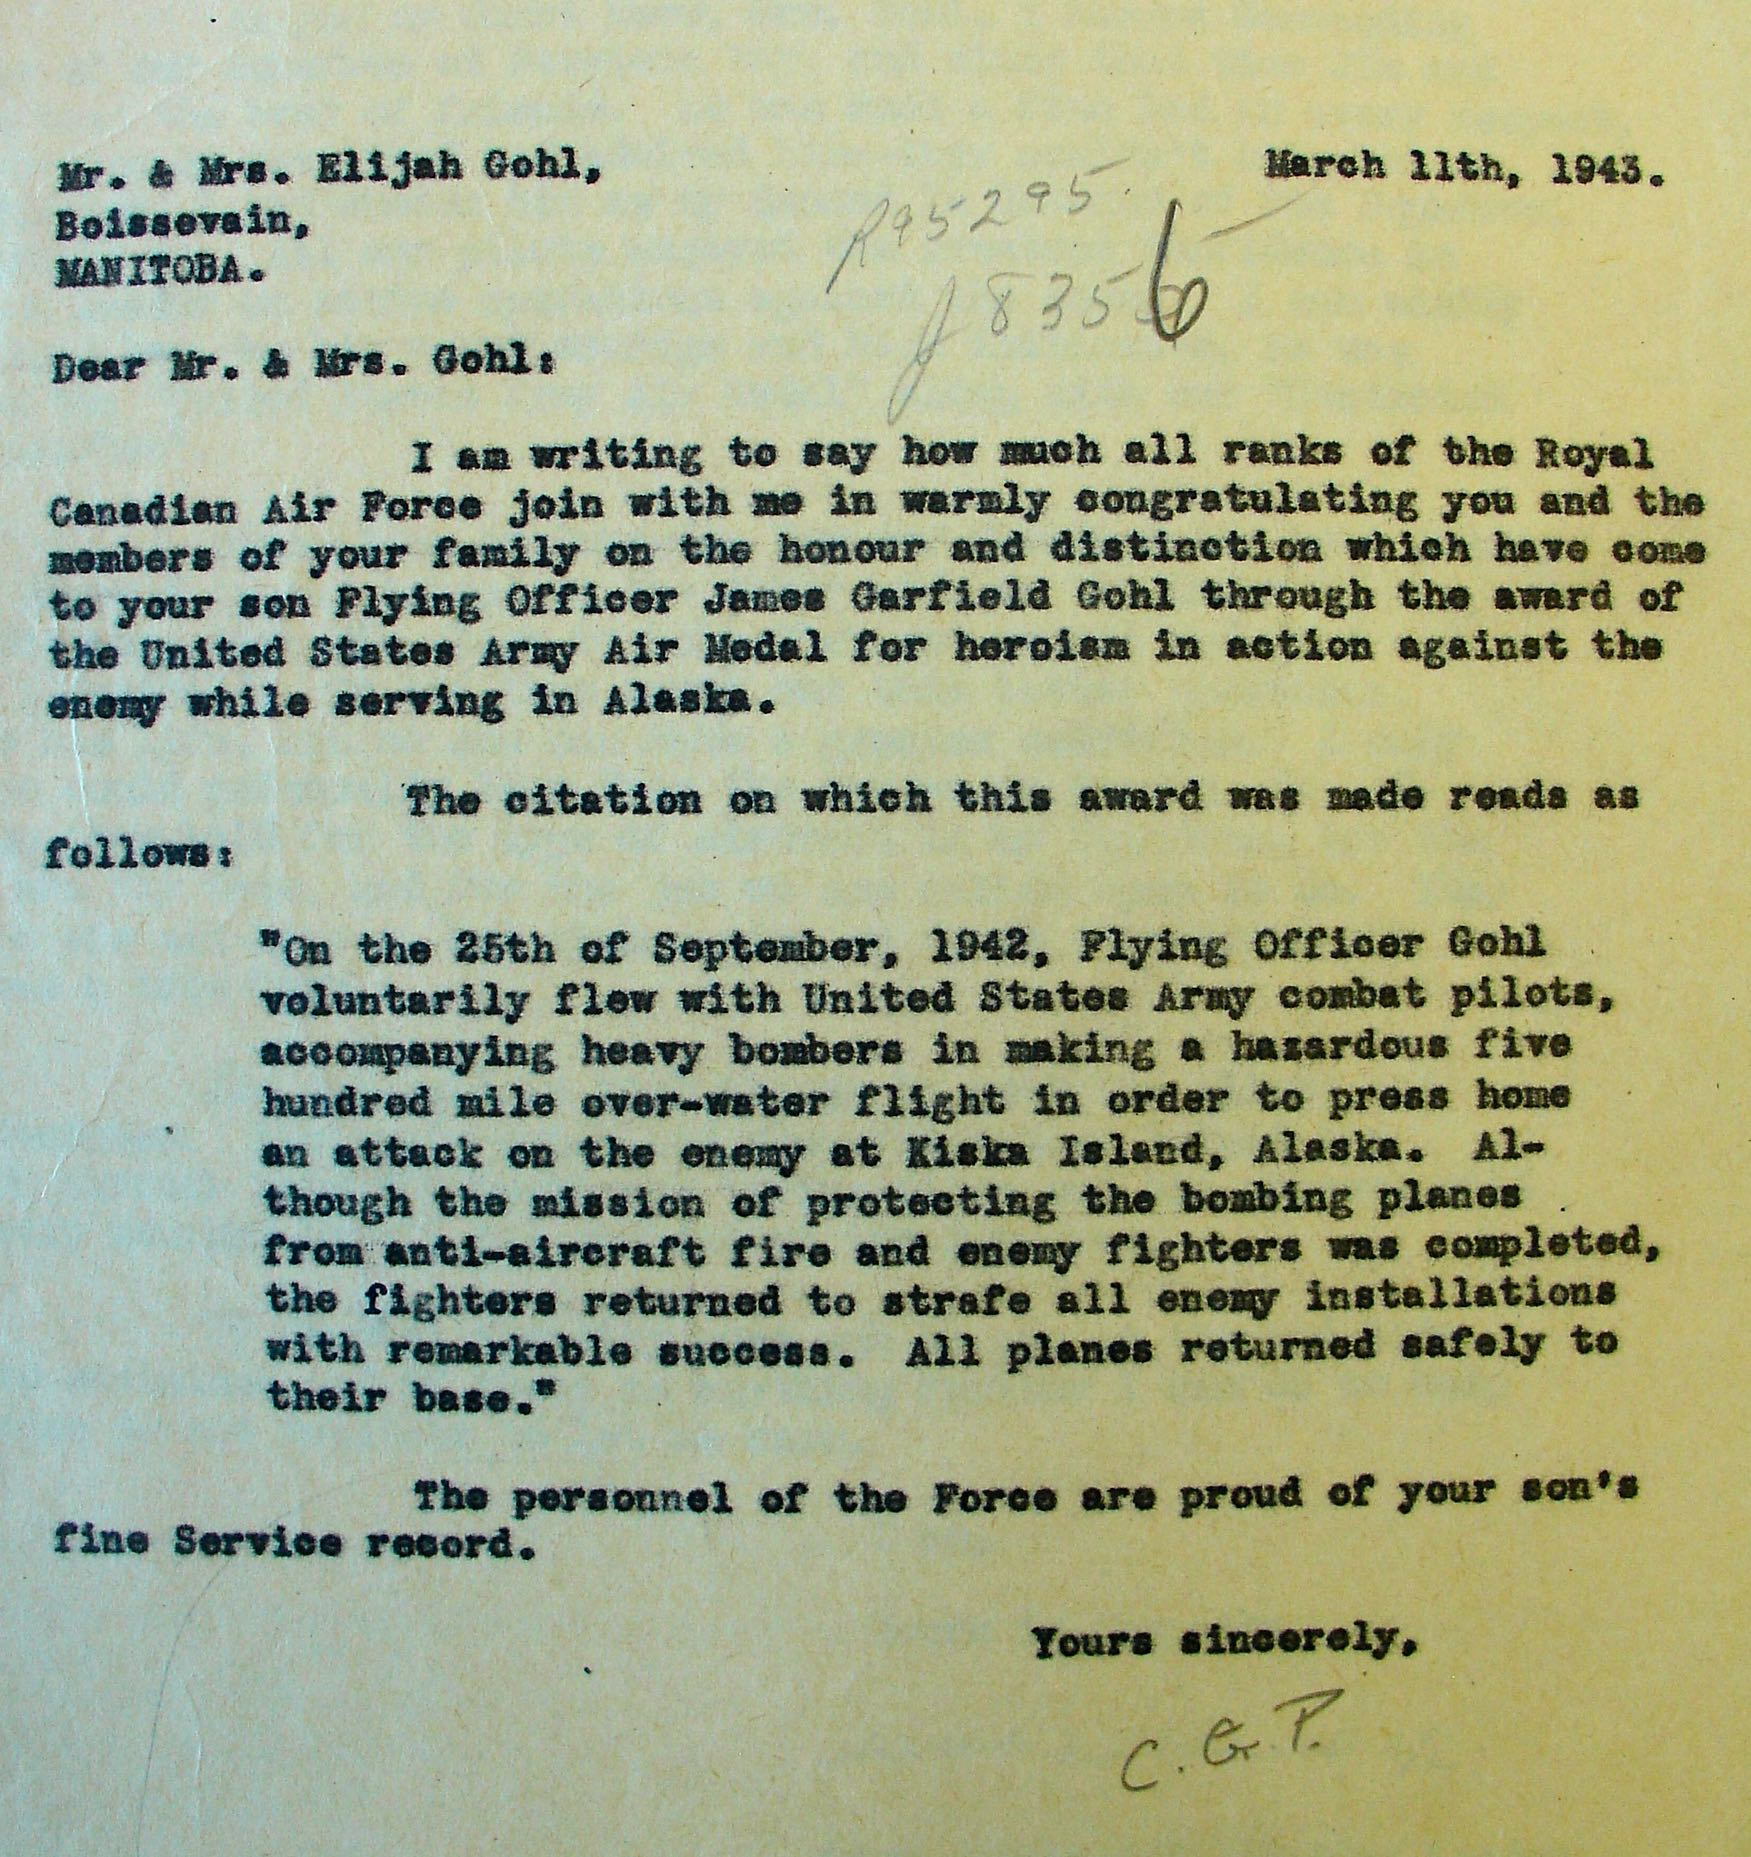 Mr. & Mrs. Elijah Gohl,
March 11th, 1943.
Boissevain,
MANITOBA.
R95295
J8356
Dear Mr. & Mrs. Gohl:
I am writing to say how much all ranks of the Royal
Canadian Air Force join with me in warmly congratulating you and the
members of your family on the honour and distinction which have come
to your son Flying Officer James Garfield Gohl through the award of
the United States Army Air Medal for heroism in action against the
enemy while serving in Alaska.
The citation on which this award was made reads as
follows:
"On the 25th of September, 1942, Flying Officer Gohl
voluntarily flew with United States Army combat pilots,
accompanying heavy bombers in making a hazardous five
hundred mile over-water flight in order to press home
an attack on the enemy at Kiska Island, Alaska. Al-
though the mission of protecting the bombing planes
from anti-aircraft fire and enemy fighters was completed,
the fighters returned to strafe all enemy installations
with remarkable success. All planes returned safely to
their base."
The personnel of the Force are proud of your son's
fine Service record.
Yours sincerely,
C. G. P.